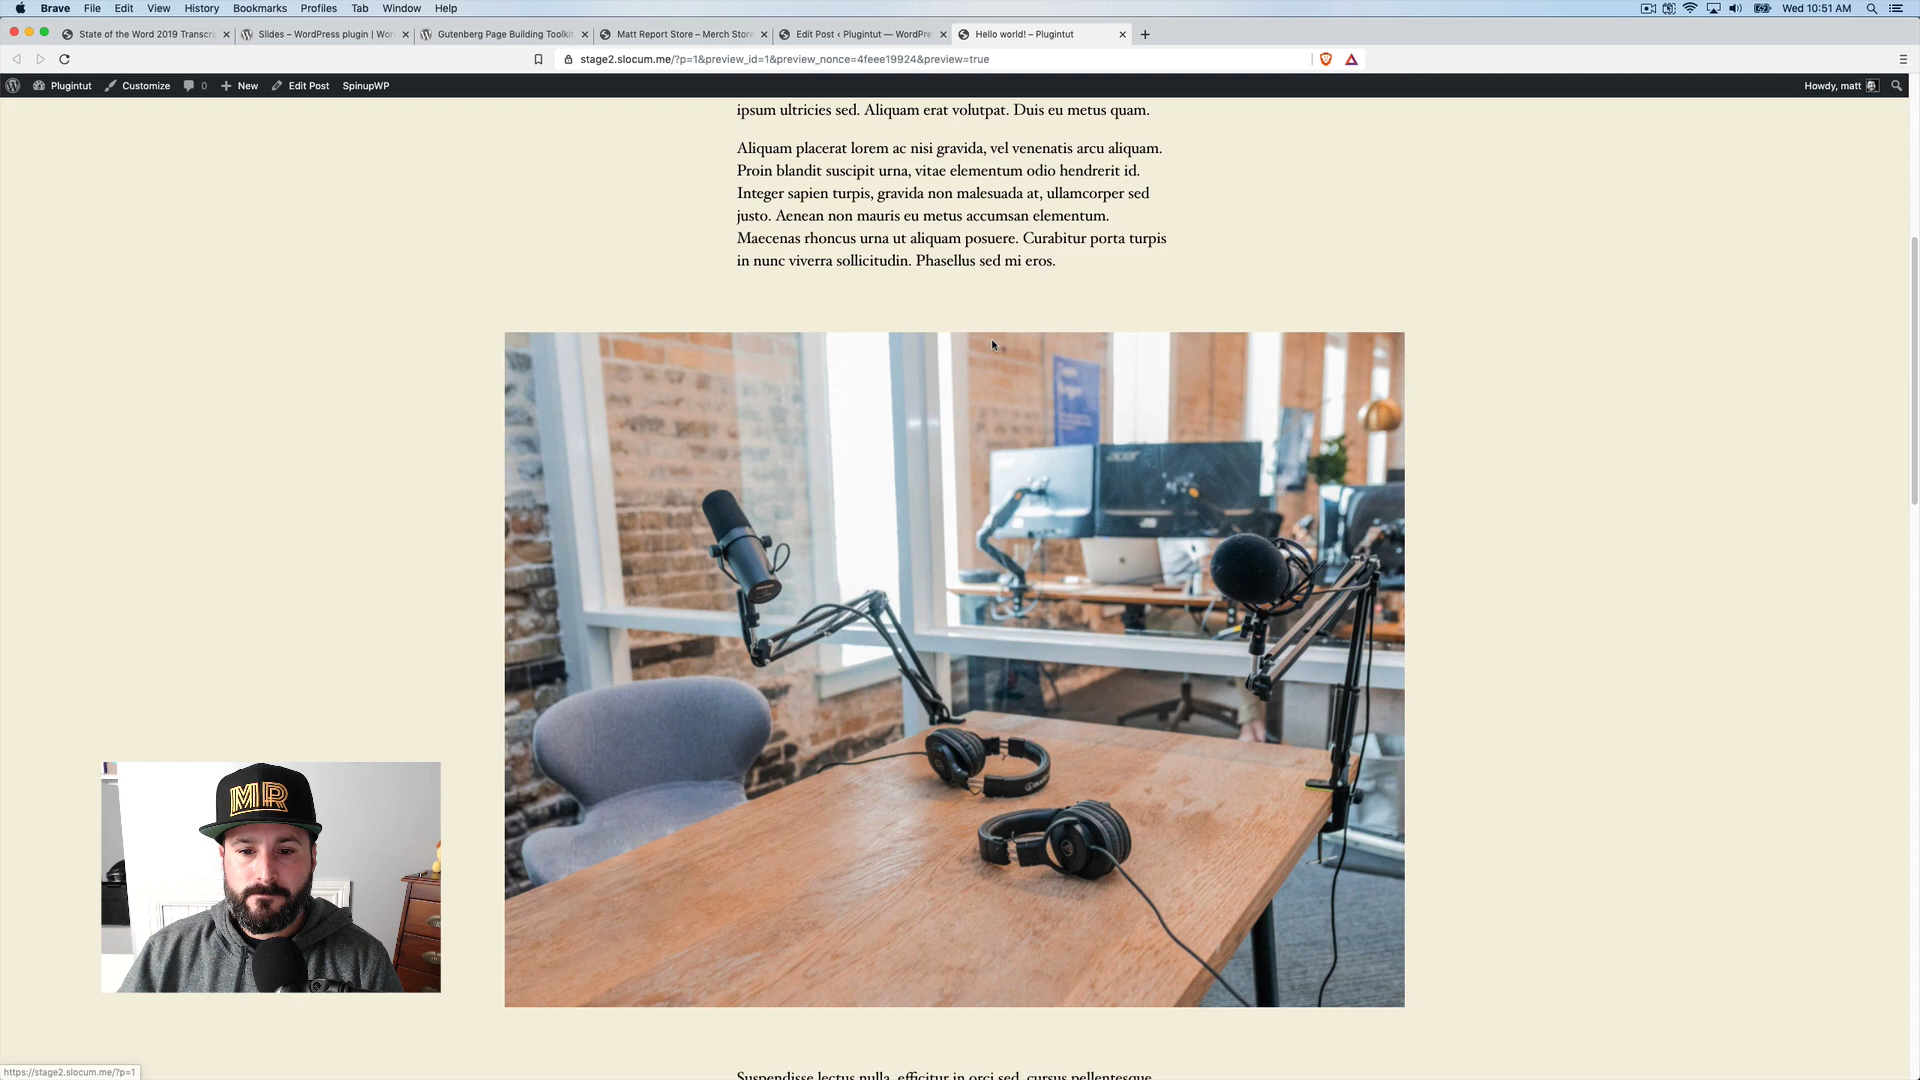 Brave File Edit View History Bookmarks Profiles Tab Window Help Wed 10:51 AM
State of the Word 2019 Transcri Slides – WordPress plugin | Wor Gutenberg Page Building Toolkit Matt Report Store – Merch Store Edit Post ‹ Plugintut — WordPre Hello world! – Plugintut
stage2.slocum.me/?p=1&preview_id=1&preview_nonce=4feee19924&preview=true
Plugintut Customize 0 New Edit Post SpinupWP Howdy, matt
ipsum ultricies sed. Aliquam erat volutpat. Duis eu metus quam.
Aliquam placerat lorem ac nisi gravida, vel venenatis arcu aliquam.
Proin blandit suscipit urna, vitae elementum odio hendrerit id.
Integer sapien turpis, gravida non malesuada at, ullamcorper sed
justo. Aenean non mauris eu metus accumsan elementum.
Maecenas rhoncus urna ut aliquam posuere. Curabitur porta turpis
in nunc viverra sollicitudin. Phasellus sed mi eros.
acer
MR
https://stage2.slocum.me/?p=1
Suspendisse lectus nulla, efficitur in orci sed, cursus pellentesque